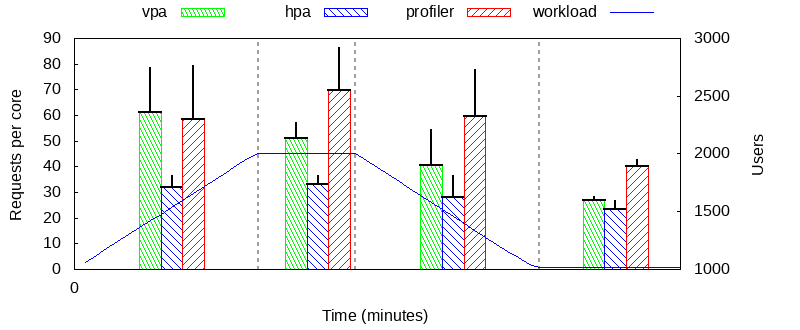 vpa hpa profiler workload
90 3000
80
70 2500
60
50 2000
40
30 1500
20
10
0 1000
0
Requests per core
Users
Time (minutes)